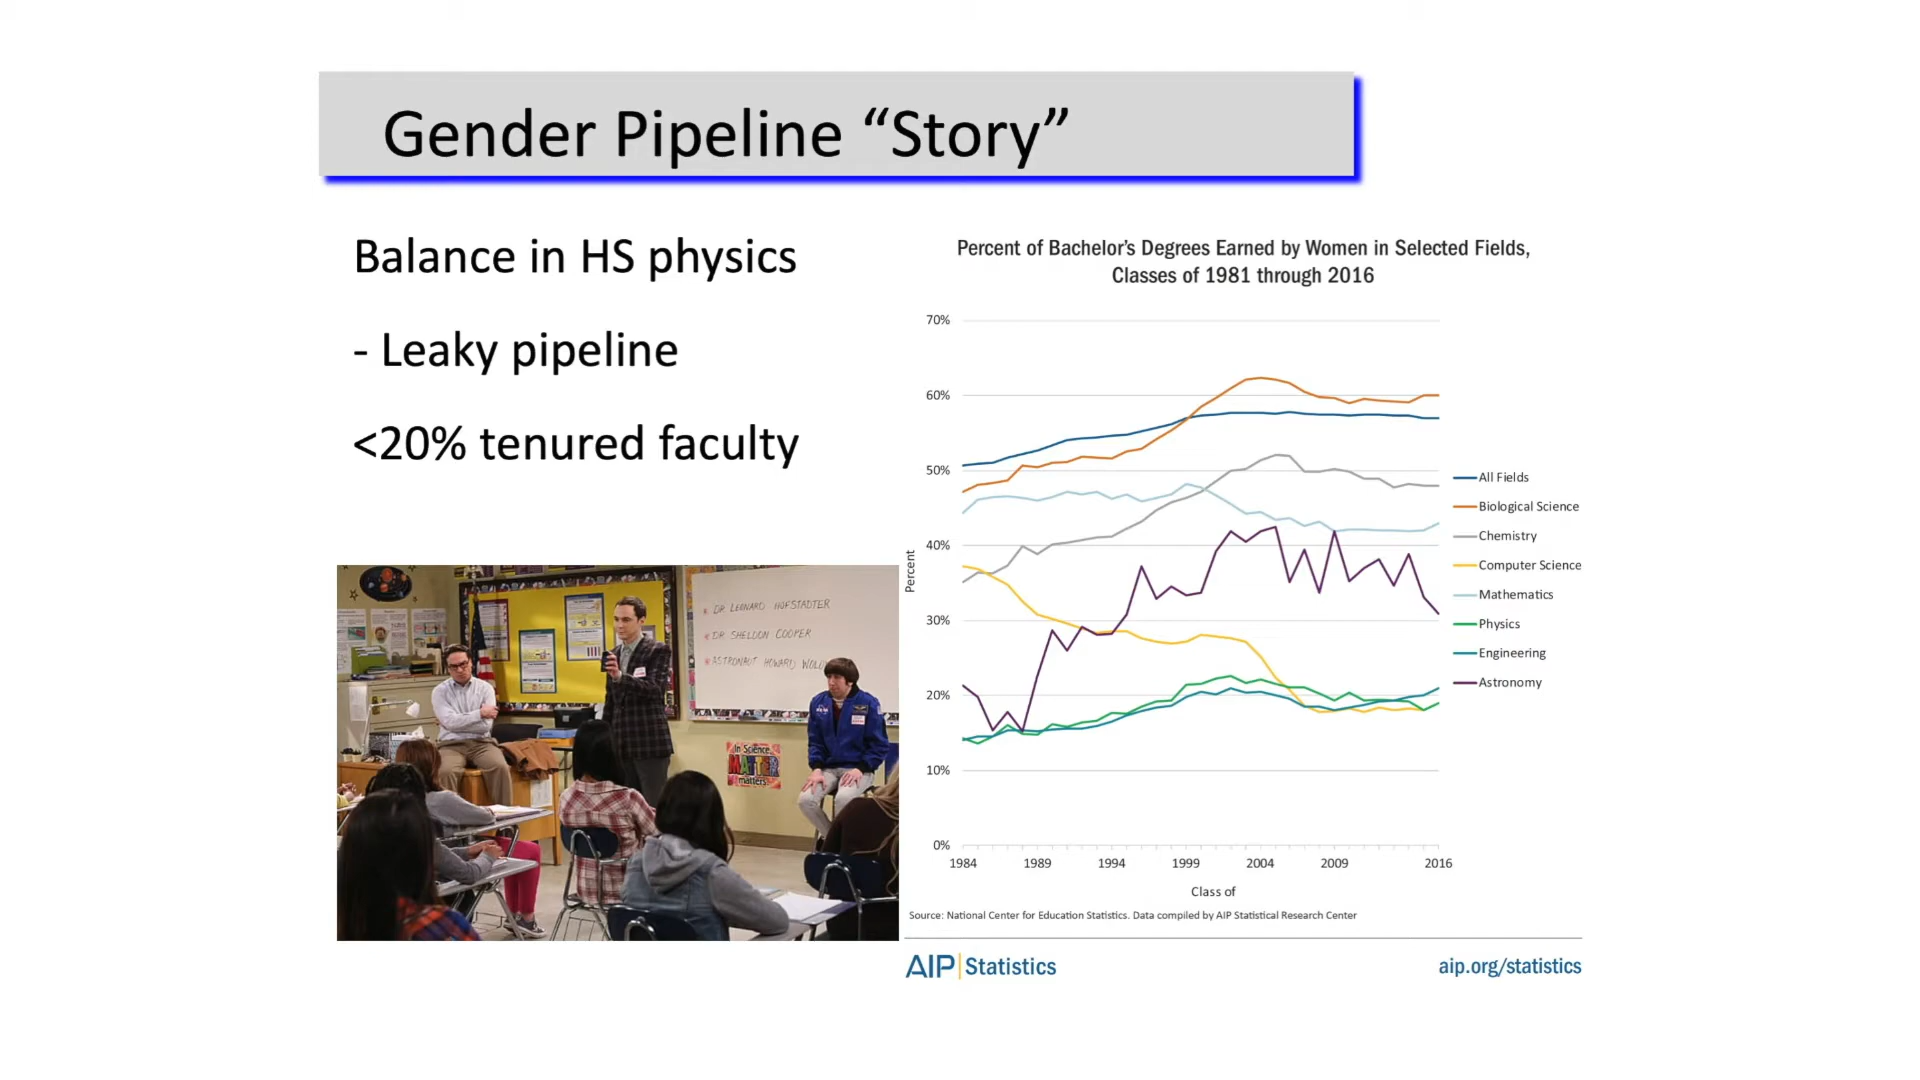 Gender Pipeline “Story”
Balance in HS physics
- Leaky pipeline
<20% tenured faculty
DR LEONARD HOFSTADTER
DR SHELDON COOPER
ASTRONAUT HOWARD
In Science
MATTER
matters
Percent of Bachelor’s Degrees Earned by Women in Selected Fields,
Classes of 1981 through 2016
70%
60%
50%
40%
30%
20%
10%
0%
Percent
1984 1989 1994 1999 2004 2009 2016
Class of
All Fields
Biological Science
Chemistry
Computer Science
Mathematics
Physics
Engineering
Astronomy
Source: National Center for Education Statistics. Data compiled by AIP Statistical Research Center
AIP Statistics
aip.org/statistics